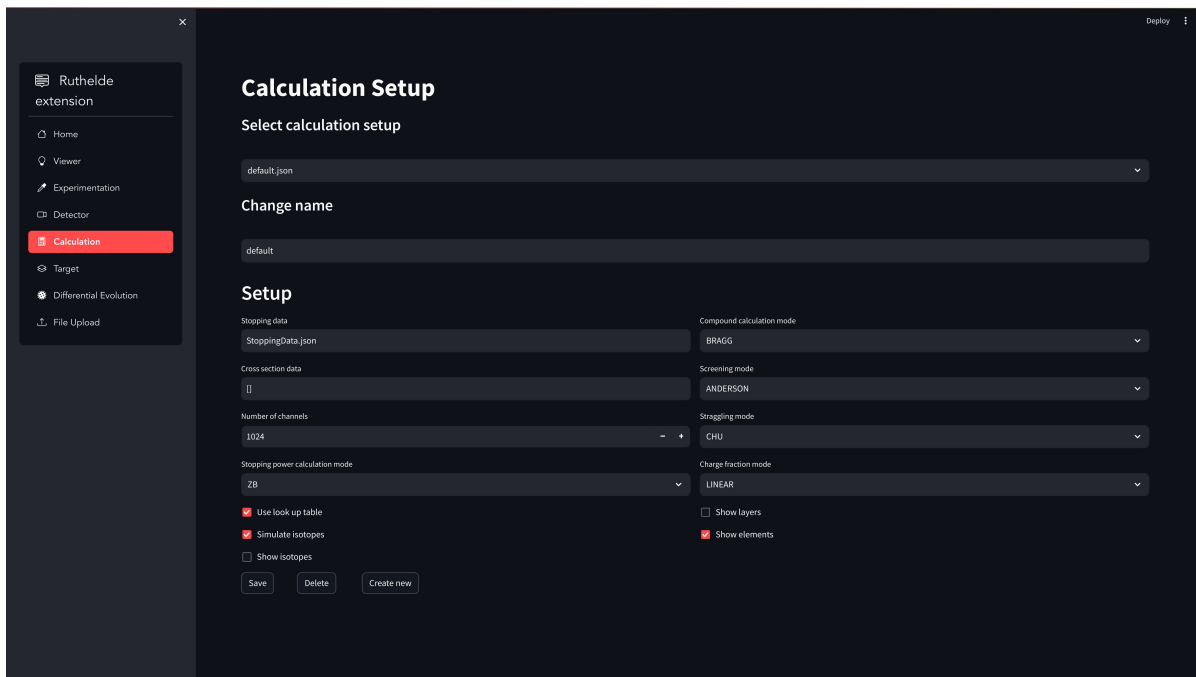 Deploy
Ruthelde
extension
Home
Viewer
Experimentation
Detector
Calculation
Target
Differential Evolution
File Upload
Calculation Setup
Select calculation setup
default.json
Change name
default
Setup
Stopping data
StoppingData.json
Compound calculation mode
BRAGG
Cross section data
[]
Screening mode
ANDERSON
Number of channels
1024
Straggling mode
CHU
Stopping power calculation mode
ZB
Charge fraction mode
LINEAR
Use look up table
Show layers
Simulate isotopes
Show elements
Show isotopes
Save
Delete
Create new